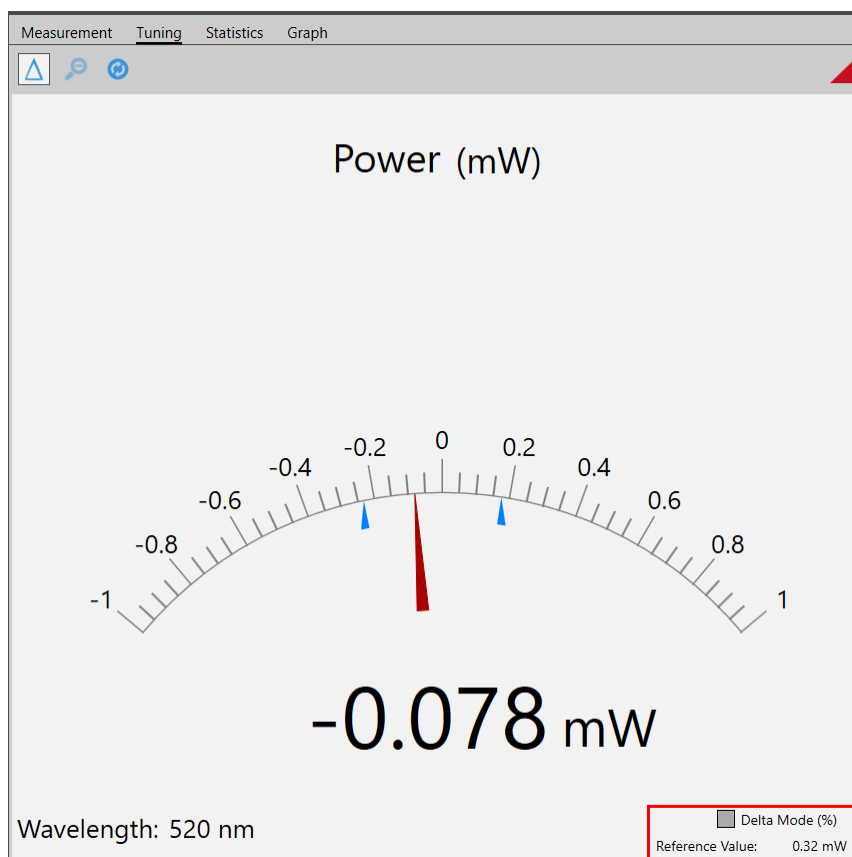 Measurement Tuning Statistics Graph
Power (mW)
-1 -0.8 -0.6 -0.4 -0.2 0 0.2 0.4 0.6 0.8 1
-0.078 mW
Wavelength: 520 nm
Delta Mode (%)
Reference Value: 0.32 mW